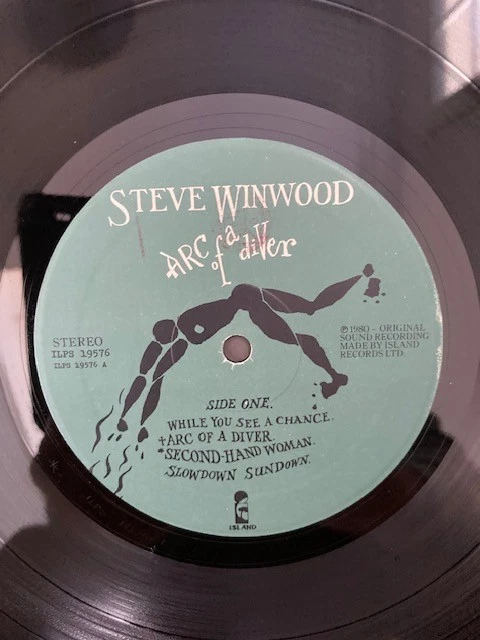 STEVE WINWOOD
ARC of a diver
STEREO
ILPS 19576
ILPS 19576 A
℗ 1980 - ORIGINAL
SOUND RECORDING
MADE BY ISLAND
RECORDS LTD.
SIDE ONE.
WHILE YOU SEE A CHANCE.
+ARC OF A DIVER.
*SECOND-HAND WOMAN.
SLOWDOWN SUNDOWN.
ISLAND